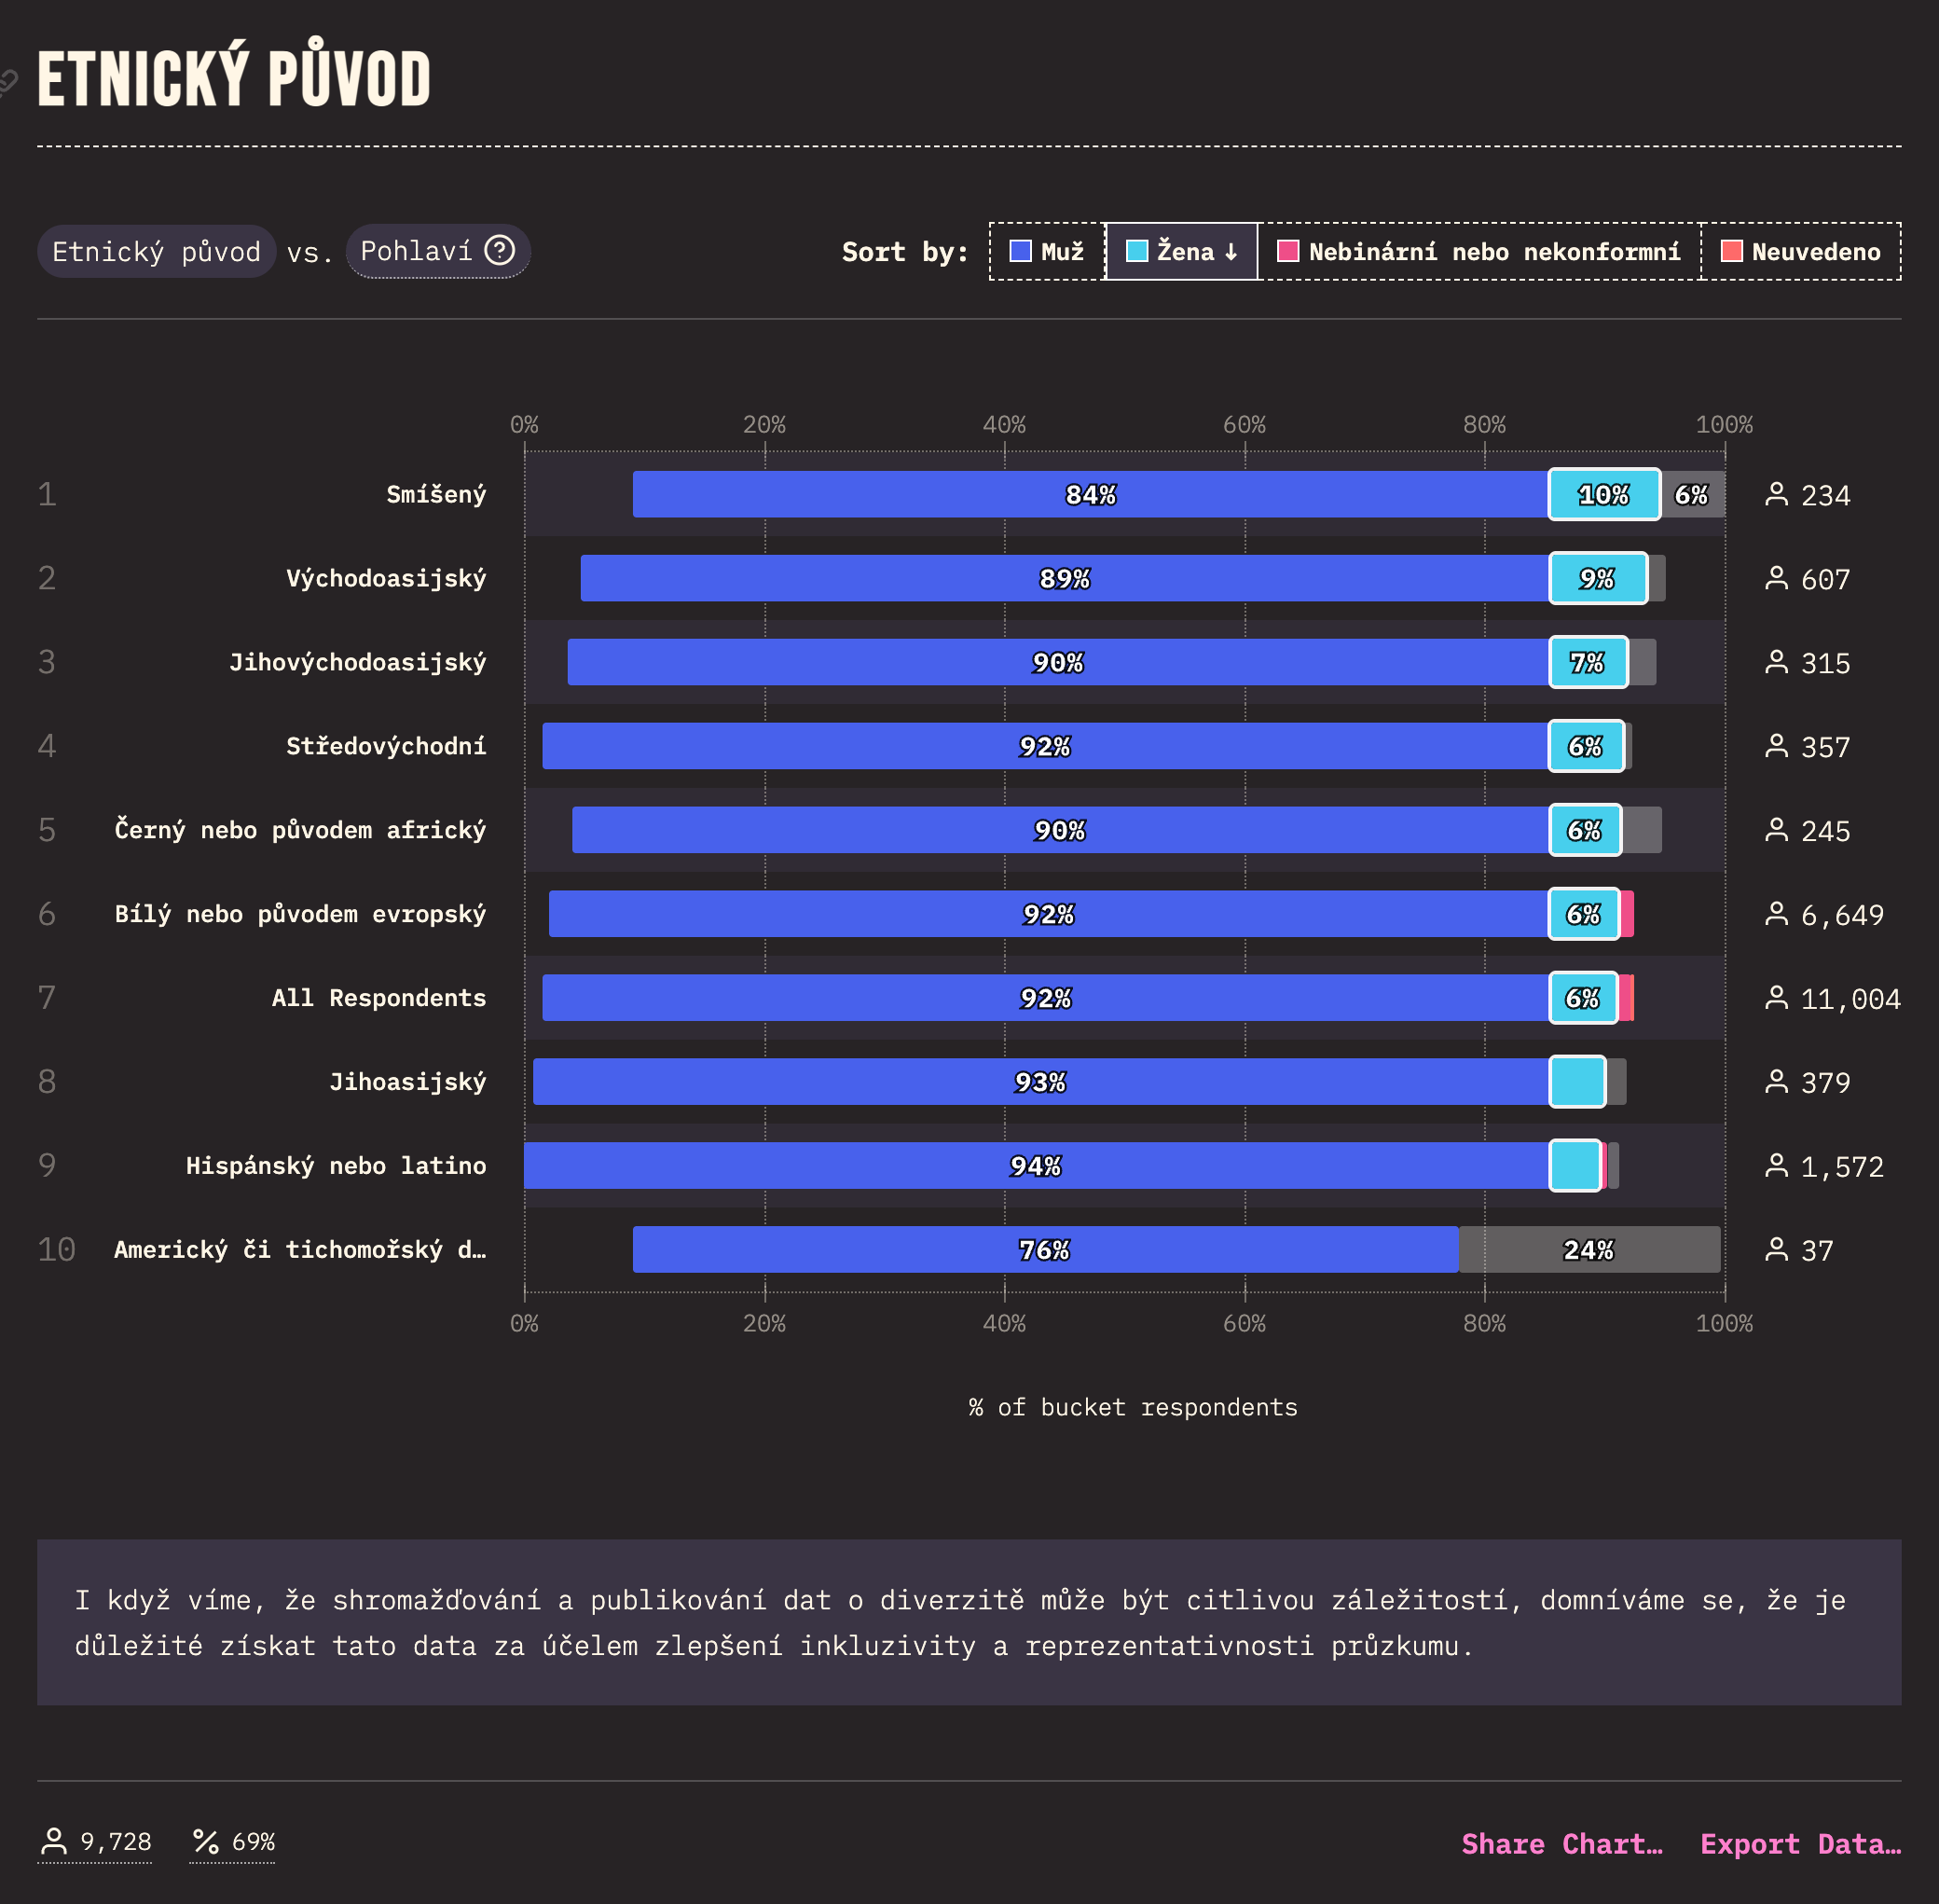 ETNICKÝ PŮVOD
Etnický původ vs. Pohlaví ?
Sort by: Muž Žena ↓ Nebinární nebo nekonformní Neuvedeno
0% 20% 40% 60% 80% 100%
1 Smíšený 84% 10% 6% 234
2 Východoasijský 89% 9% 607
3 Jihovýchodoasijský 90% 7% 315
4 Středovýchodní 92% 6% 357
5 Černý nebo původem africký 90% 6% 245
6 Bílý nebo původem evropský 92% 6% 6,649
7 All Respondents 92% 6% 11,004
8 Jihoasijský 93% 379
9 Hispánský nebo latino 94% 1,572
10 Americký či tichomořský d… 76% 24% 37
0% 20% 40% 60% 80% 100%
% of bucket respondents
I když víme, že shromažďování a publikování dat o diverzitě může být citlivou záležitostí, domníváme se, že je
důležité získat tato data za účelem zlepšení inkluzivity a reprezentativnosti průzkumu.
9,728 % 69% Share Chart… Export Data…